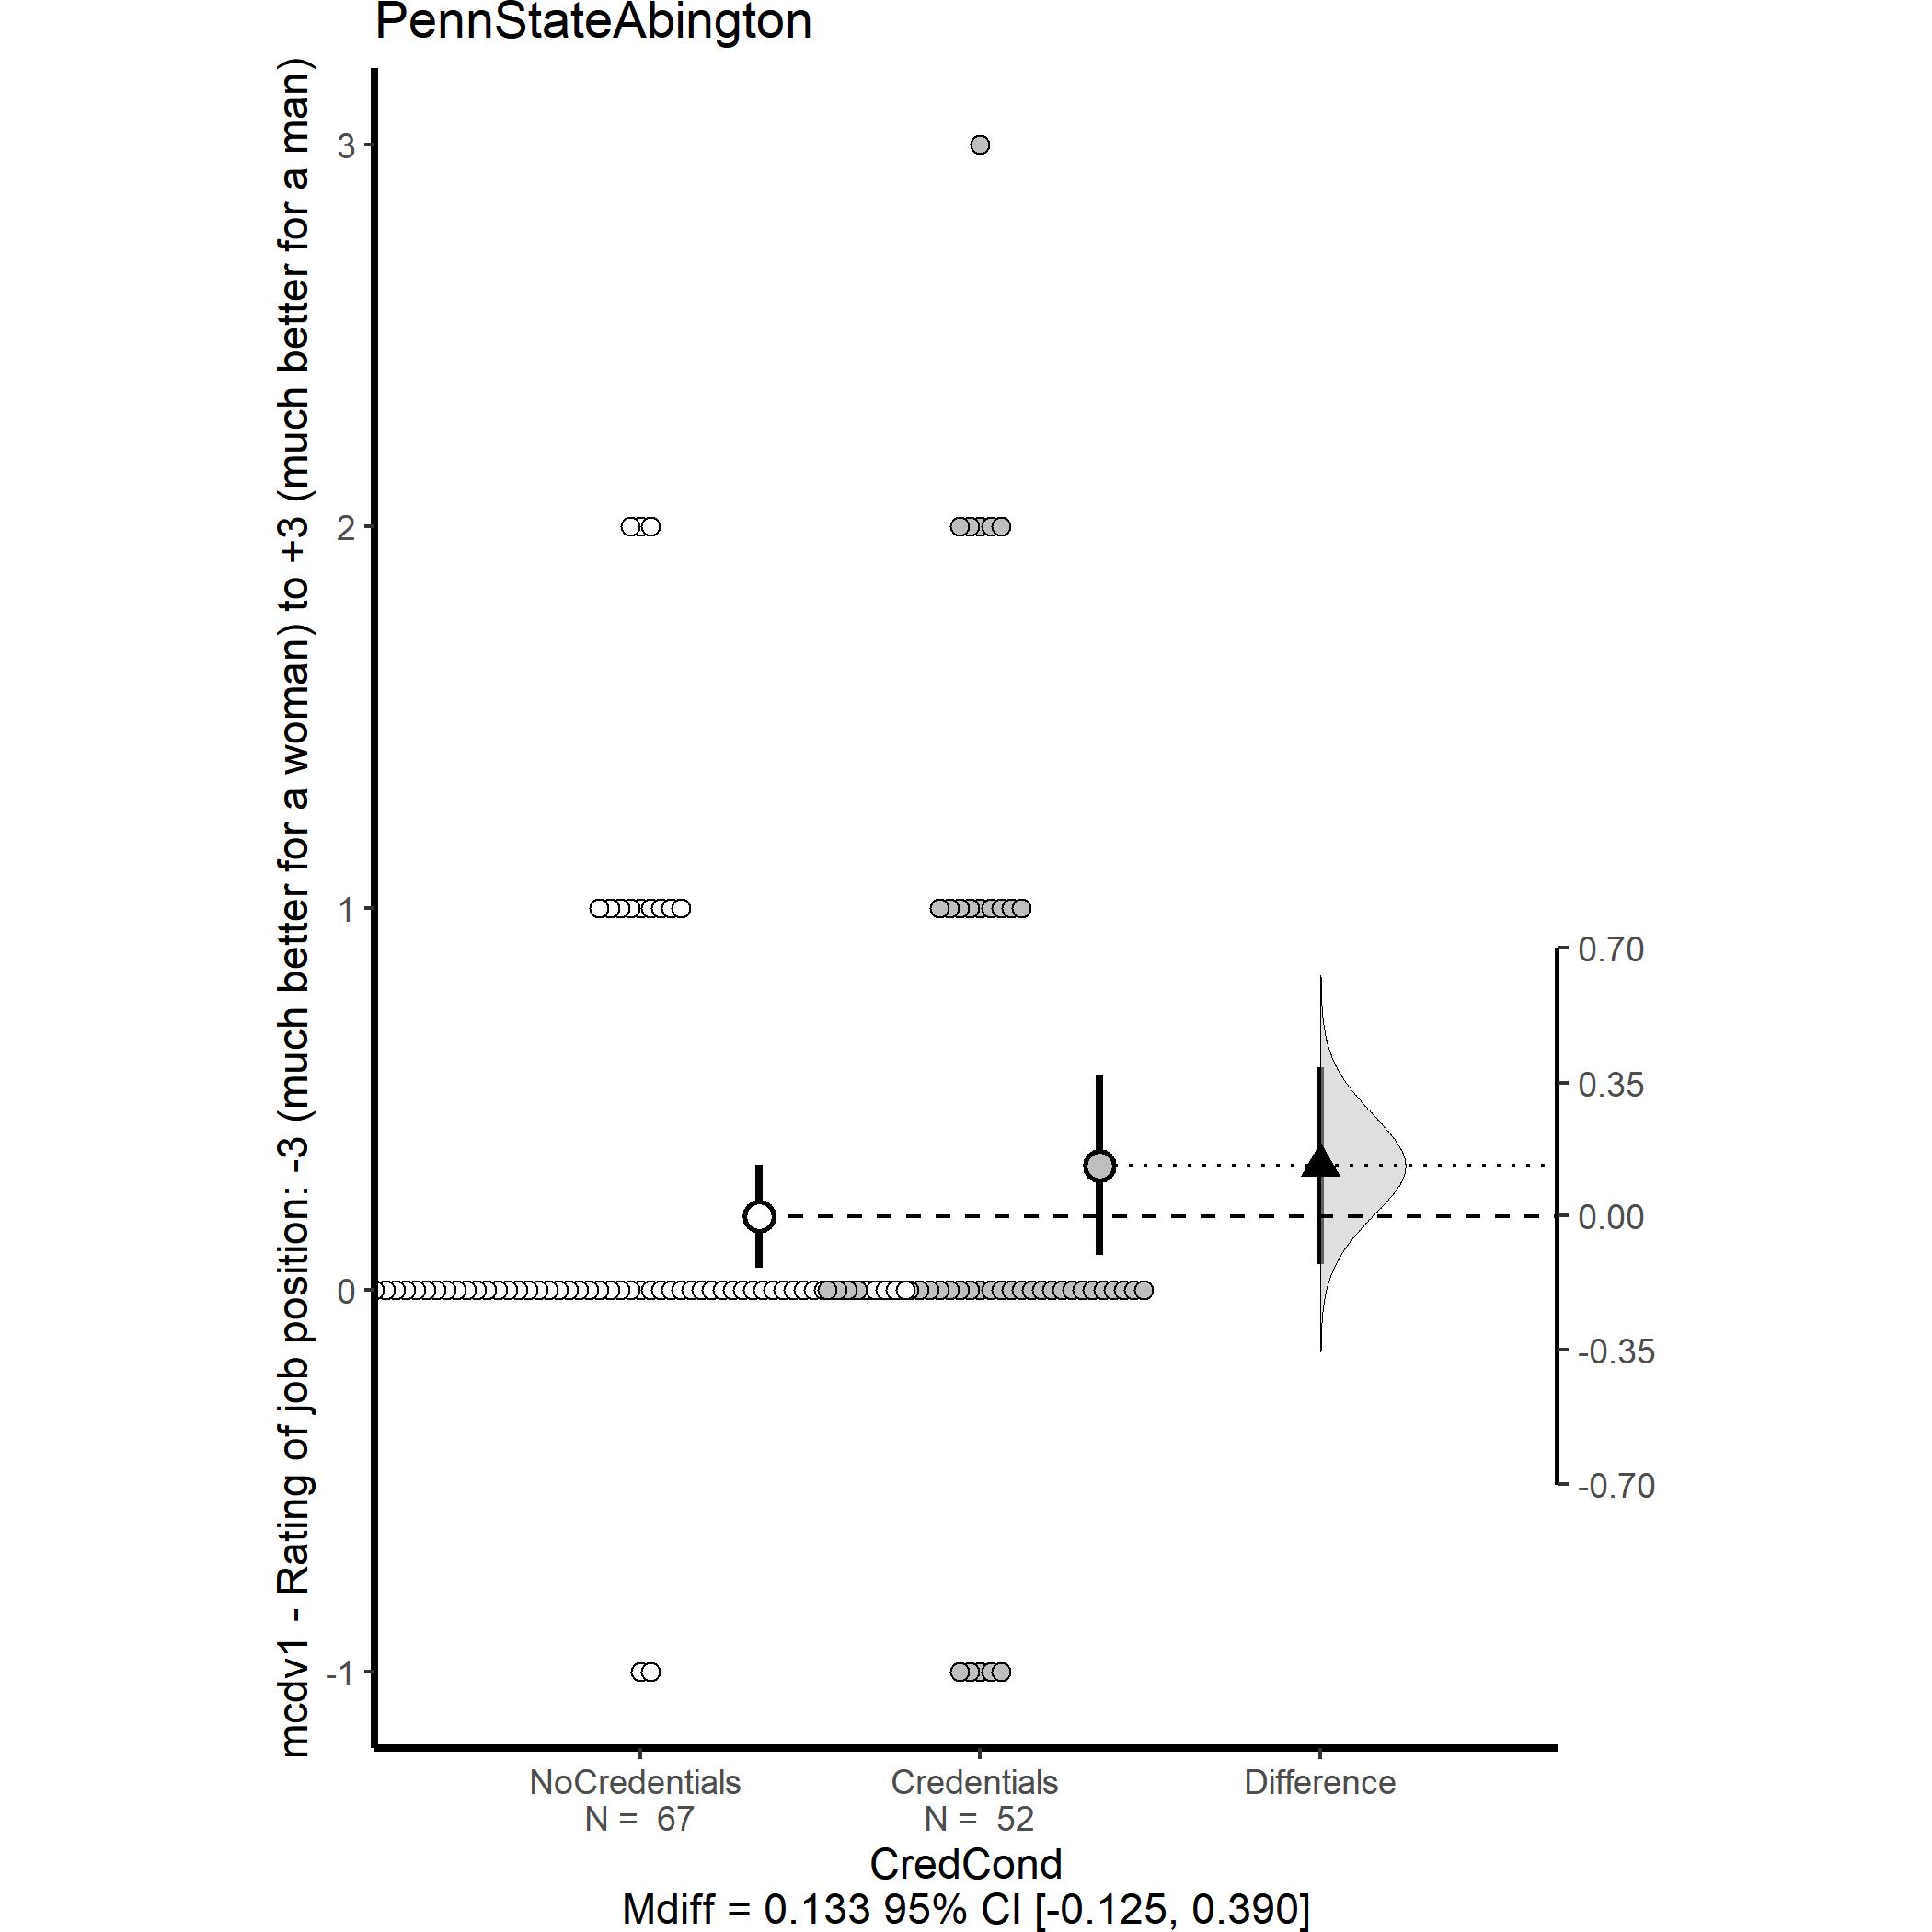 PennStateAbington
mcdv1 - Rating of job position: -3 (much better for a woman) to +3 (much better for a man)
3
2
1
0
-1
0.70
0.35
0.00
-0.35
-0.70
NoCredentials
N =  67
Credentials
N =  52
Difference
CredCond
Mdiff = 0.133 95% CI [-0.125, 0.390]